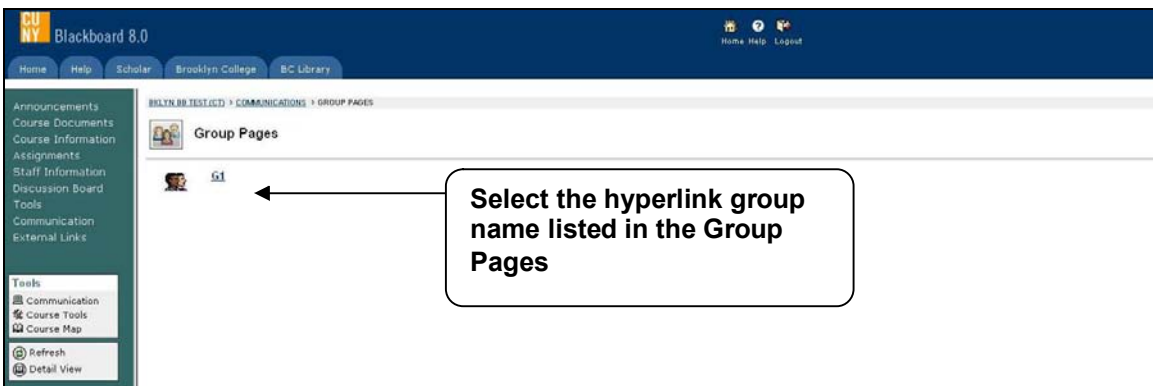 CU
NY Blackboard 8.0
Home Help Logout
Home Help Scholar Brooklyn College BC Library
BKLYN BB TEST (CT) > COMMUNICATIONS > GROUP PAGES
Group Pages
G1
Select the hyperlink group
name listed in the Group
Pages
Announcements
Course Documents
Course Information
Assignments
Staff Information
Discussion Board
Tools
Communication
External Links
Tools
Communication
Course Tools
Course Map
Refresh
Detail View